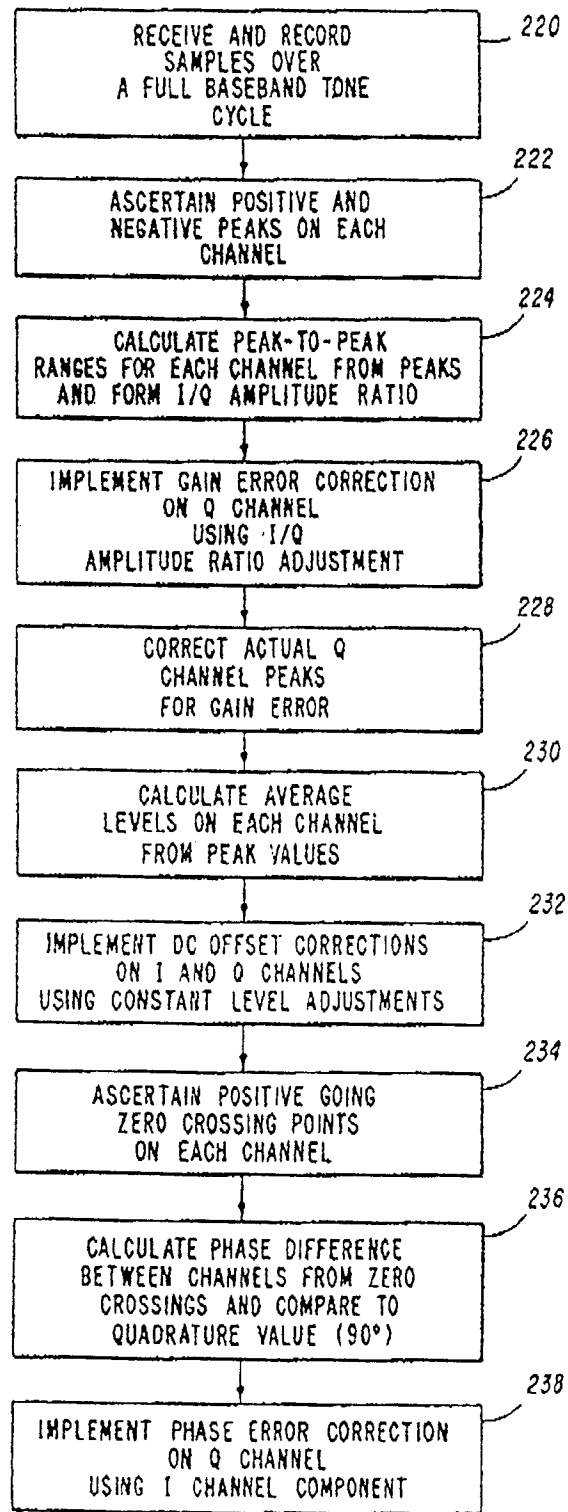 RECEIVE AND RECORD
SAMPLES OVER
A FULL BASEBAND TONE
CYCLE
220
ASCERTAIN POSITIVE AND
NEGATIVE PEAKS ON EACH
CHANNEL
222
CALCULATE PEAK-TO-PEAK
RANGES FOR EACH CHANNEL FROM PEAKS
AND FORM I/Q AMPLITUDE RATIO
224
IMPLEMENT GAIN ERROR CORRECTION
ON Q CHANNEL
USING I/Q
AMPLITUDE RATIO ADJUSTMENT
226
CORRECT ACTUAL Q
CHANNEL PEAKS
FOR GAIN ERROR
228
CALCULATE AVERAGE
LEVELS ON EACH CHANNEL
FROM PEAK VALUES
230
IMPLEMENT DC OFFSET CORRECTIONS
ON I AND Q CHANNELS
USING CONSTANT LEVEL ADJUSTMENTS
232
ASCERTAIN POSITIVE GOING
ZERO CROSSING POINTS
ON EACH CHANNEL
234
CALCULATE PHASE DIFFERENCE
BETWEEN CHANNELS FROM ZERO
CROSSINGS AND COMPARE TO
QUADRATURE VALUE (90°)
236
IMPLEMENT PHASE ERROR CORRECTION
ON Q CHANNEL
USING I CHANNEL COMPONENT
238